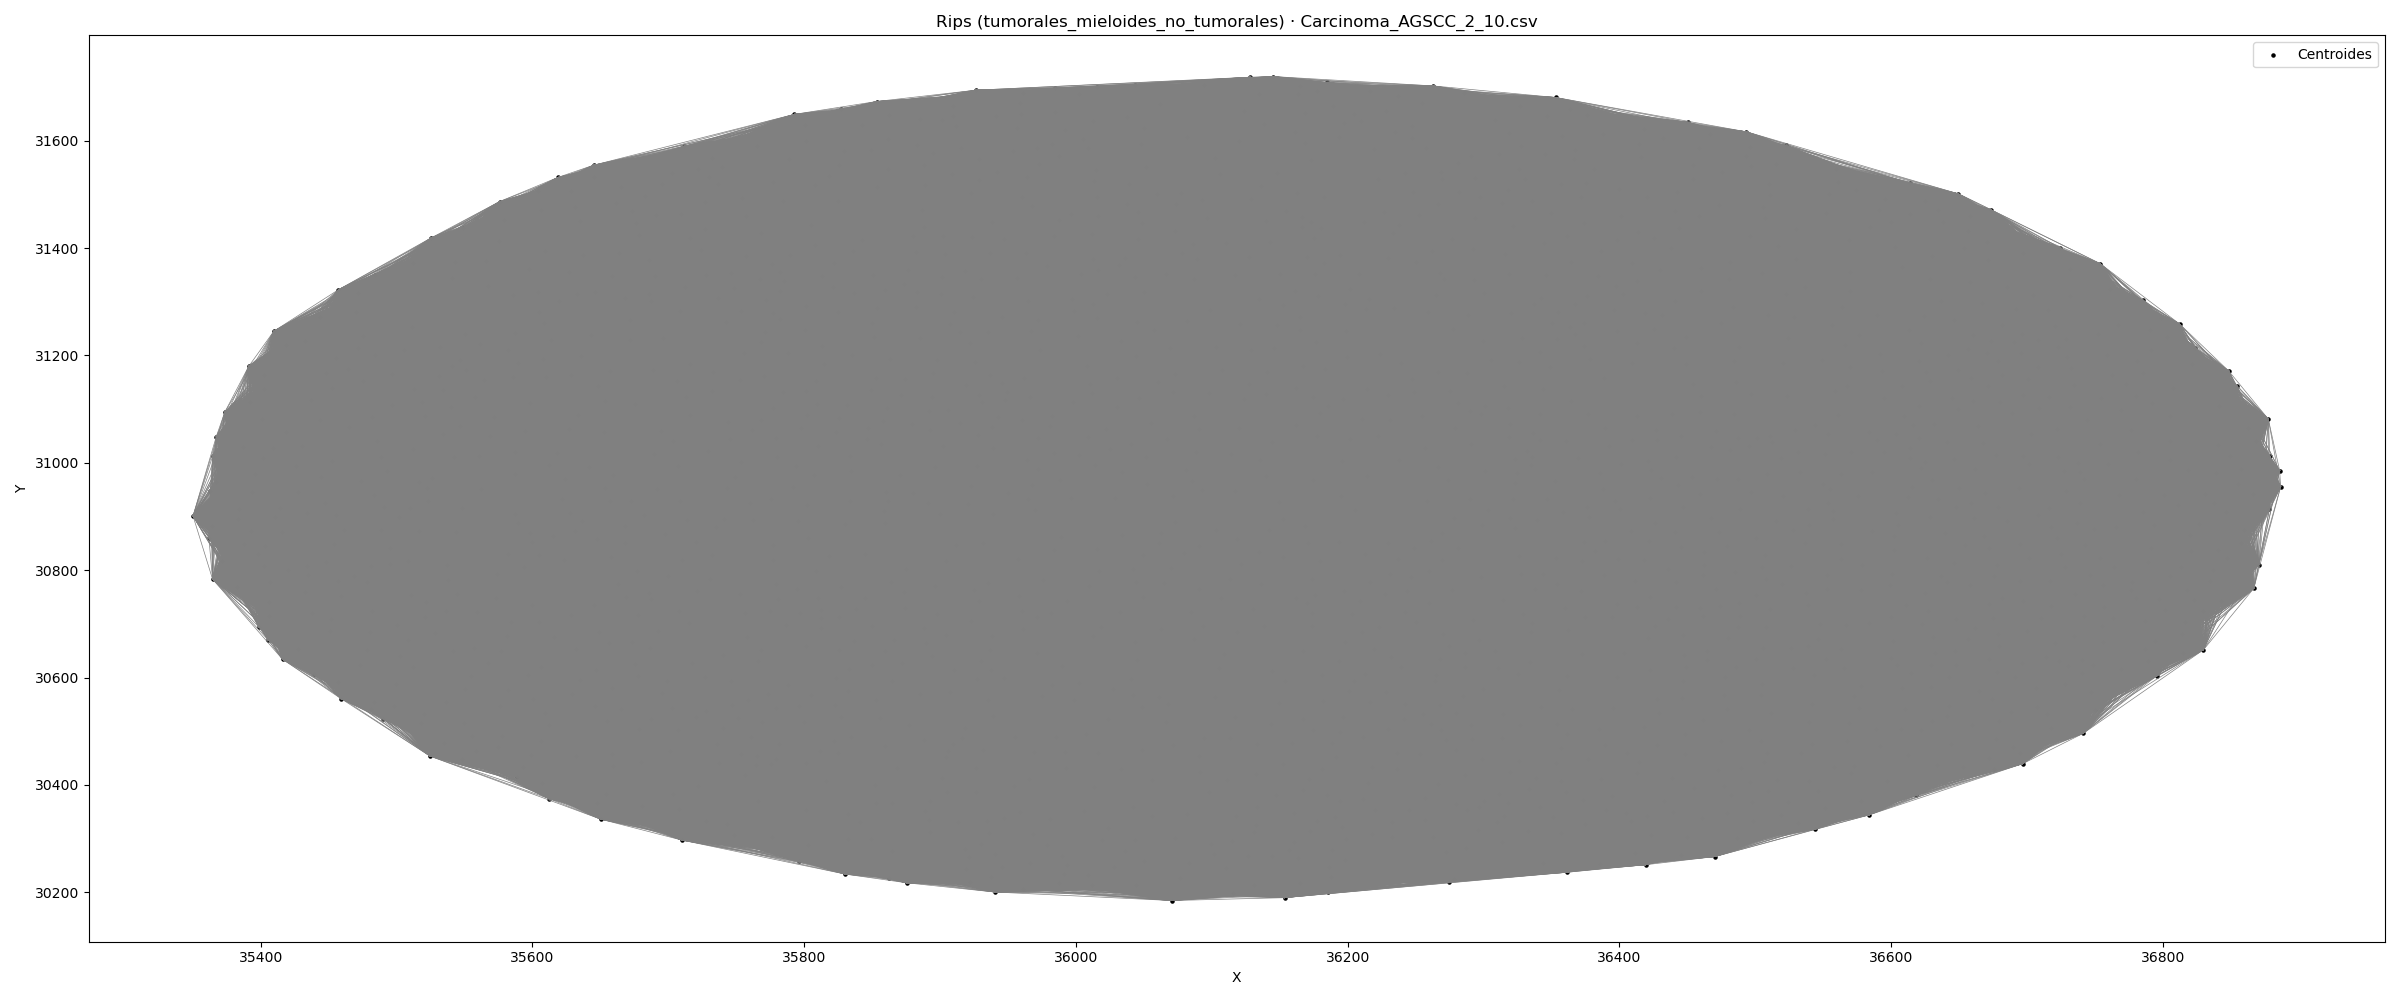 Rips (tumorales_mieloides_no_tumorales) · Carcinoma_AGSCC_2_10.csv
Centroides
31600
31400
31200
31000
30800
30600
30400
30200
Y
35400 35600 35800 36000 36200 36400 36600 36800
X